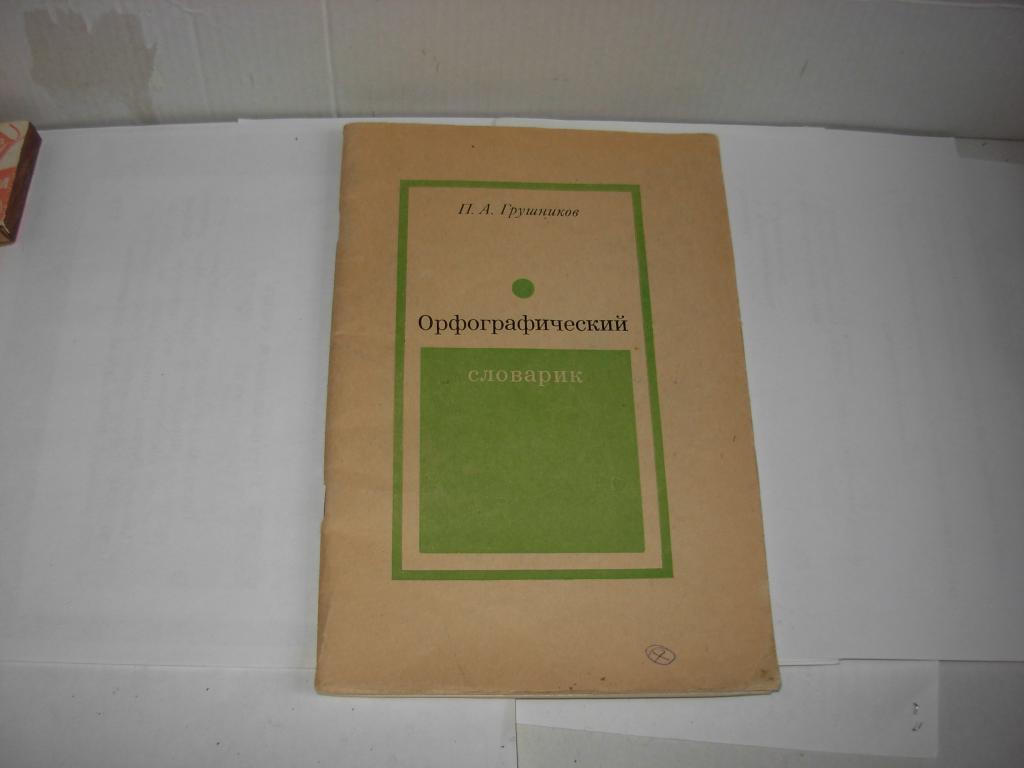 П. А. Грушников
Орфографический
словарик